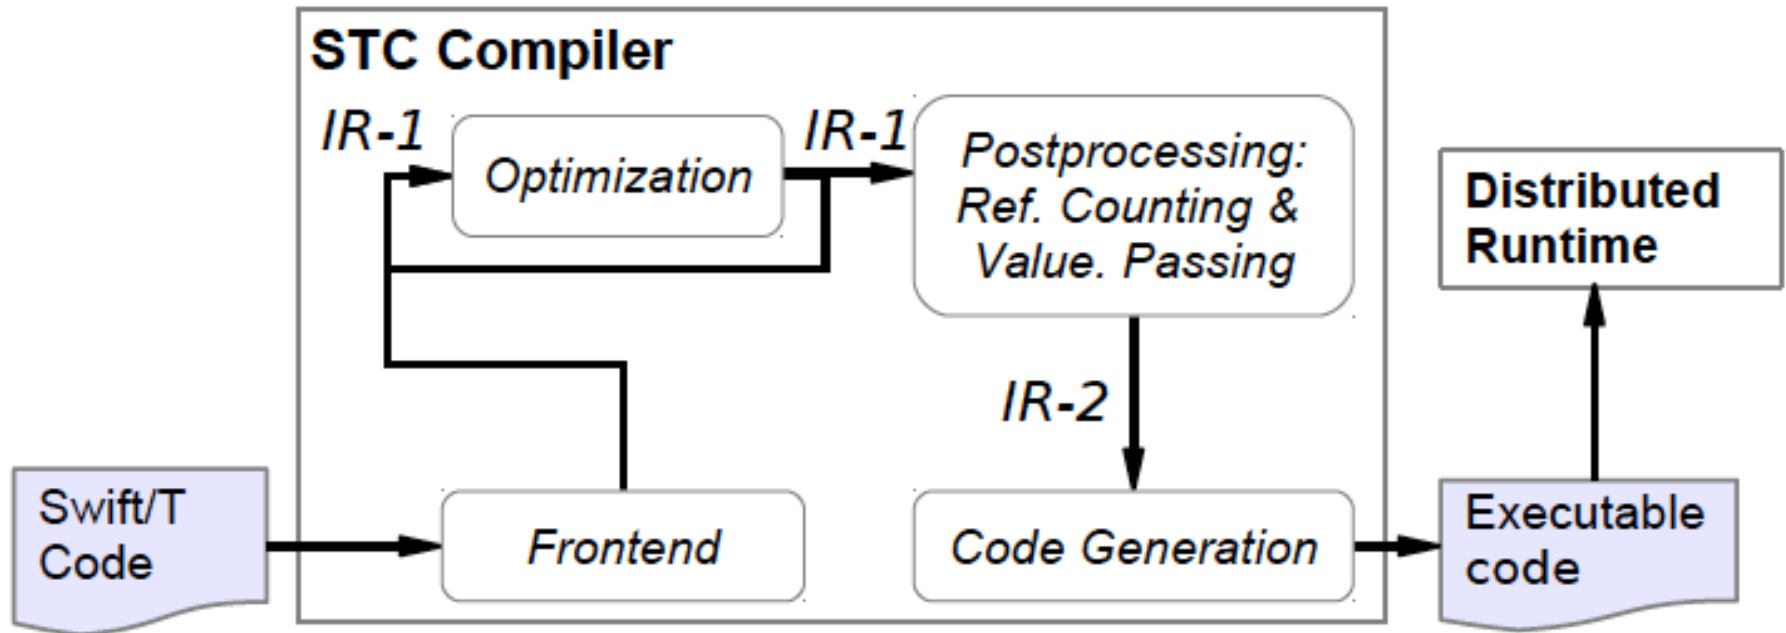 STC Compiler
IR-1
Optimization
IR-1
Postprocessing:
Ref. Counting &
Value. Passing
Distributed
Runtime
IR-2
Swift/T
Code
Frontend
Code Generation
Executable
code